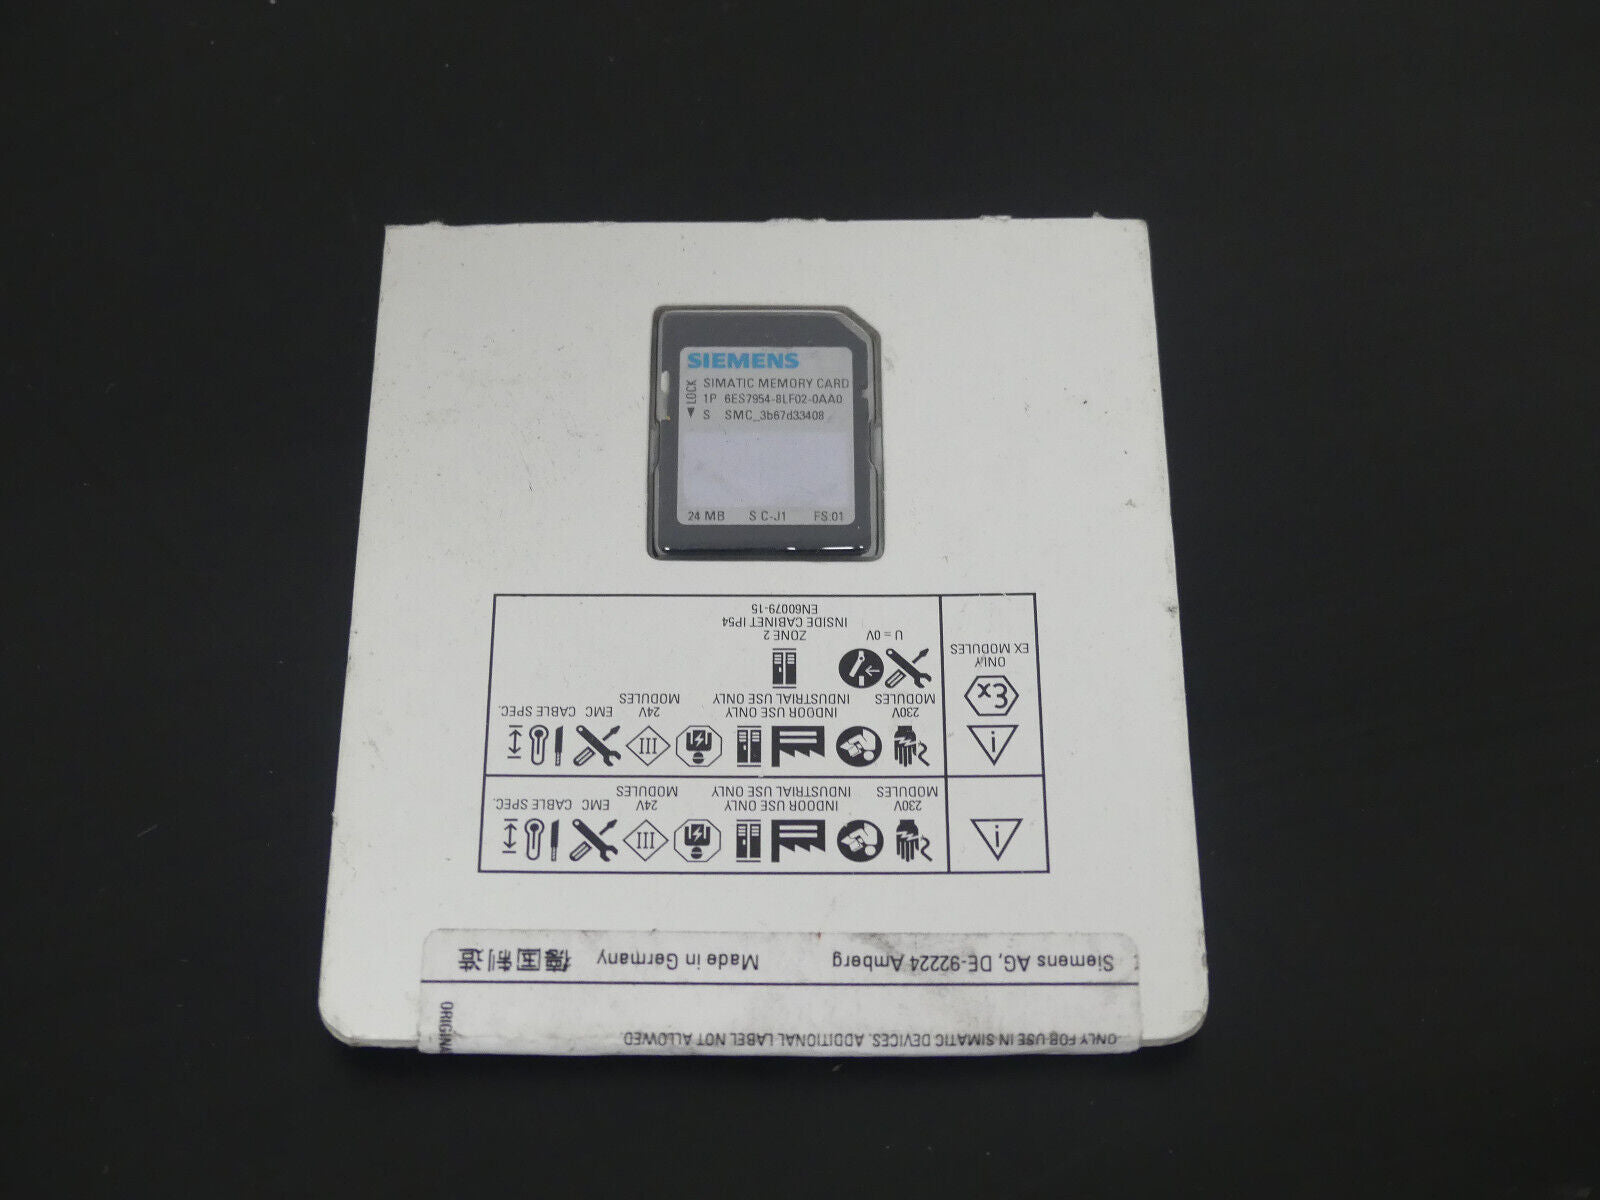 SIEMENS
LOCK
SIMATIC MEMORY CARD
1P 6ES7954-8LF02-0AA0
S SMC_3b67d33408
24 MB S C-J1 FS:01
ONLY FOR USE IN SIMATIC DEVICES. ADDITIONAL LABEL NOT ALLOWED
Siemens AG, DE-92224 Amberg Made in Germany 德国制造
i
III
230V MODULES
INDOOR USE ONLY
INDUSTRIAL USE ONLY
24V MODULES
EMC CABLE SPEC.
i
III
230V MODULES
INDOOR USE ONLY
INDUSTRIAL USE ONLY
24V MODULES
EMC CABLE SPEC.
Ex
ONLY
EX MODULES
U = 0V
ZONE 2
INSIDE CABINET IP54
EN60079-15